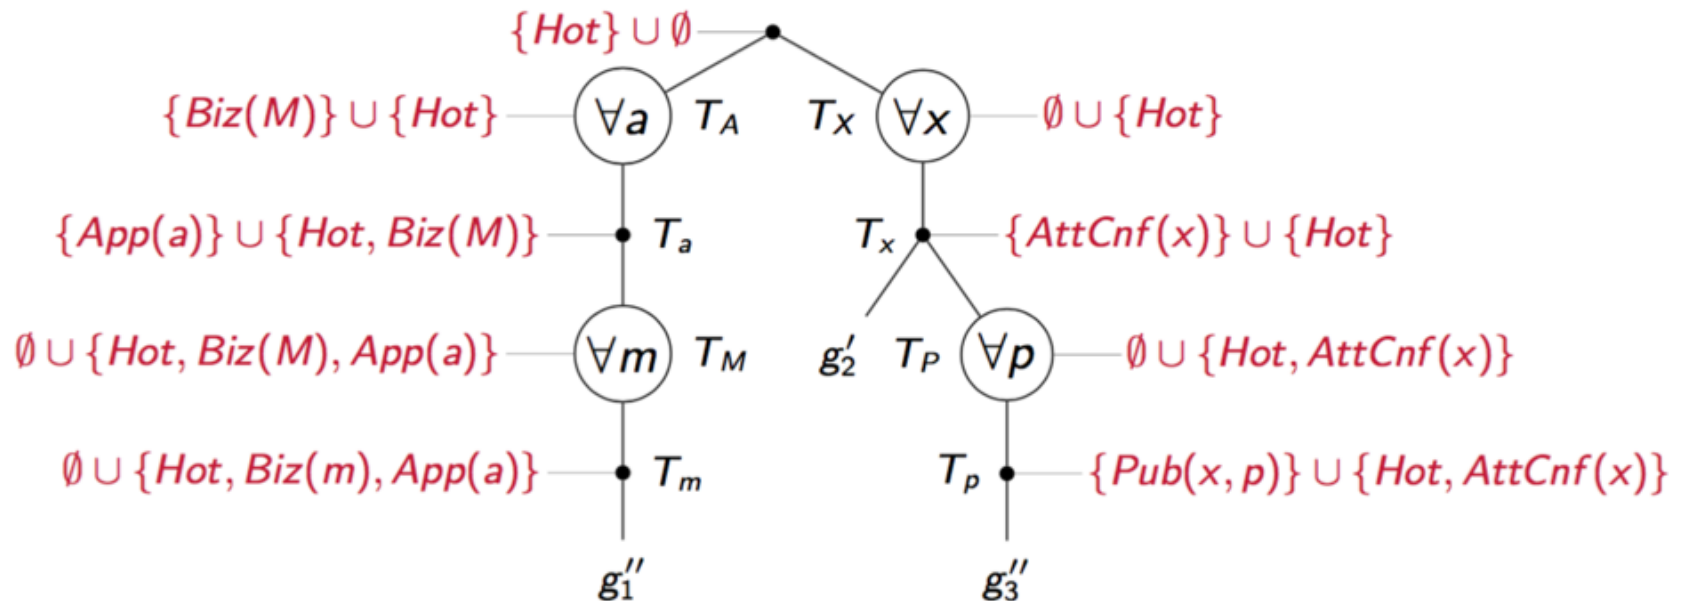 {Hot} ∪ ∅
{Biz(M)} ∪ {Hot} ∀a T_A T_X ∀x ∅ ∪ {Hot}
{App(a)} ∪ {Hot, Biz(M)} T_a T_x {AttCnf(x)} ∪ {Hot}
∅ ∪ {Hot, Biz(M), App(a)} ∀m T_M g′_2 T_P ∀p ∅ ∪ {Hot, AttCnf(x)}
∅ ∪ {Hot, Biz(m), App(a)} T_m T_p {Pub(x, p)} ∪ {Hot, AttCnf(x)}
g″_1 g″_3